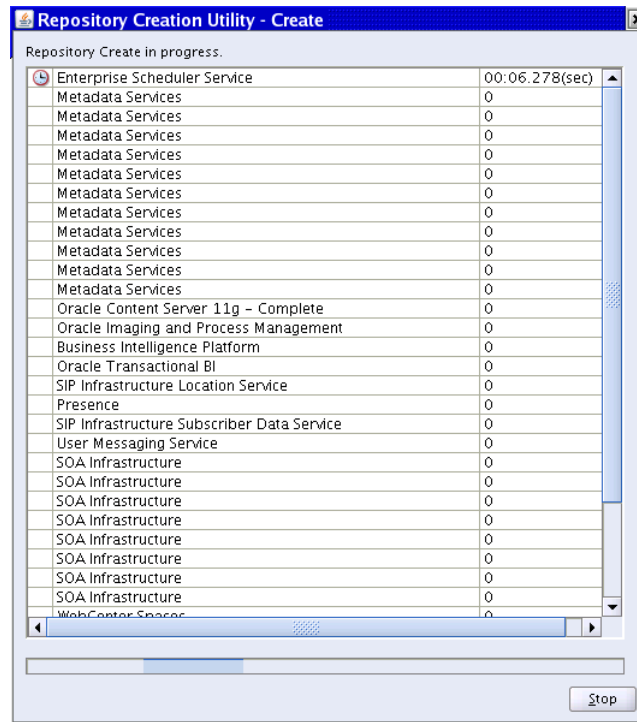 Repository Creation Utility - Create
Repository Create in progress.
Enterprise Scheduler Service 00:06.278(sec)
Metadata Services 0
Metadata Services 0
Metadata Services 0
Metadata Services 0
Metadata Services 0
Metadata Services 0
Metadata Services 0
Metadata Services 0
Metadata Services 0
Metadata Services 0
Metadata Services 0
Oracle Content Server 11g - Complete 0
Oracle Imaging and Process Management 0
Business Intelligence Platform 0
Oracle Transactional BI 0
SIP Infrastructure Location Service 0
Presence 0
SIP Infrastructure Subscriber Data Service 0
User Messaging Service 0
SOA Infrastructure 0
SOA Infrastructure 0
SOA Infrastructure 0
SOA Infrastructure 0
SOA Infrastructure 0
SOA Infrastructure 0
SOA Infrastructure 0
SOA Infrastructure 0
WebCenter Spaces 0
Stop